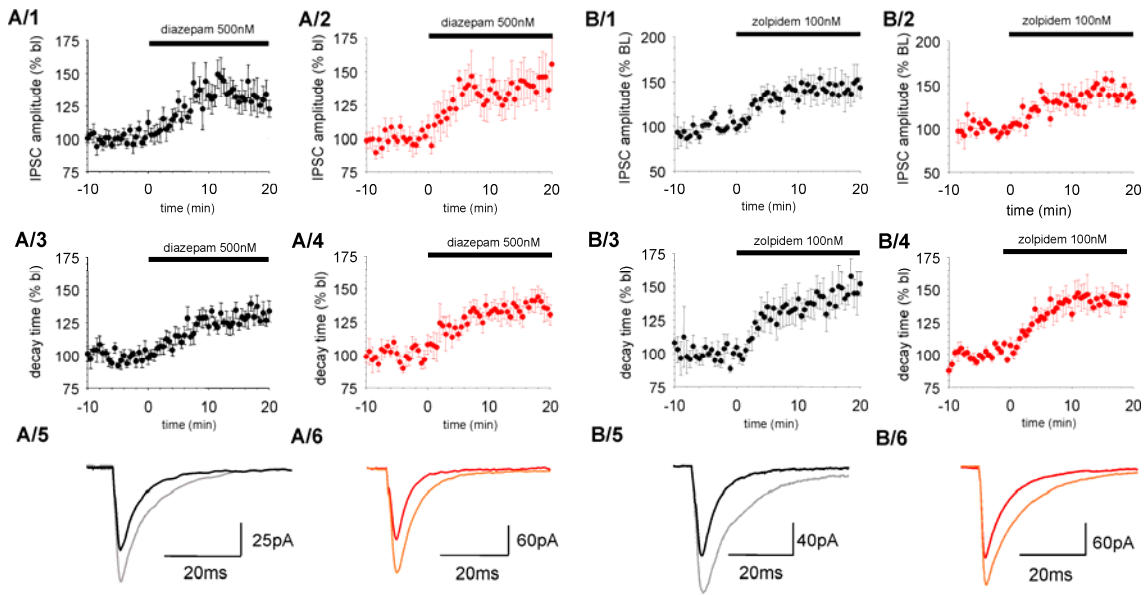 A/1
diazepam 500nM
IPSC amplitude (% bl)
175
150
125
100
75
-10 0 10 20
time (min)
A/2
diazepam 500nM
IPSC amplitude (% bl)
175
150
125
100
75
-10 0 10 20
time (min)
B/1
zolpidem 100nM
IPSC amplitude (% BL)
200
150
100
50
-10 0 10 20
time (min)
B/2
zolpidem 100nM
IPSC amplitude (% BL)
200
150
100
50
-10 0 10 20
time (min)
A/3
diazepam 500nM
decay time (% bl)
175
150
125
100
75
-10 0 10 20
time (min)
A/4
diazepam 500nM
decay time (% bl)
175
150
125
100
75
-10 0 10 20
time (min)
B/3
zolpidem 100nM
decay time (% bl)
175
150
125
100
75
-10 0 10 20
time (min)
B/4
zolpidem 100nM
decay time (% bl)
175
150
125
100
75
-10 0 10 20
time (min)
A/5
25pA
20ms
A/6
60pA
20ms
B/5
40pA
20ms
B/6
60pA
20ms